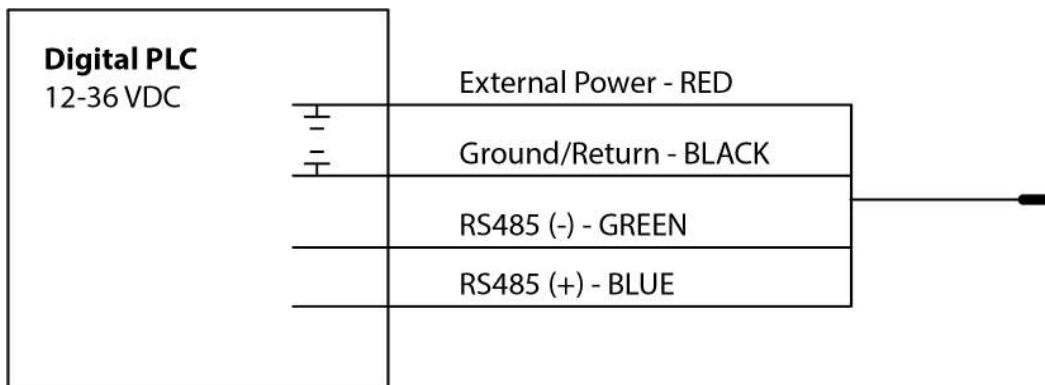 Digital PLC
12-36 VDC
External Power - RED
Ground/Return - BLACK
RS485 (-) - GREEN
RS485 (+) - BLUE